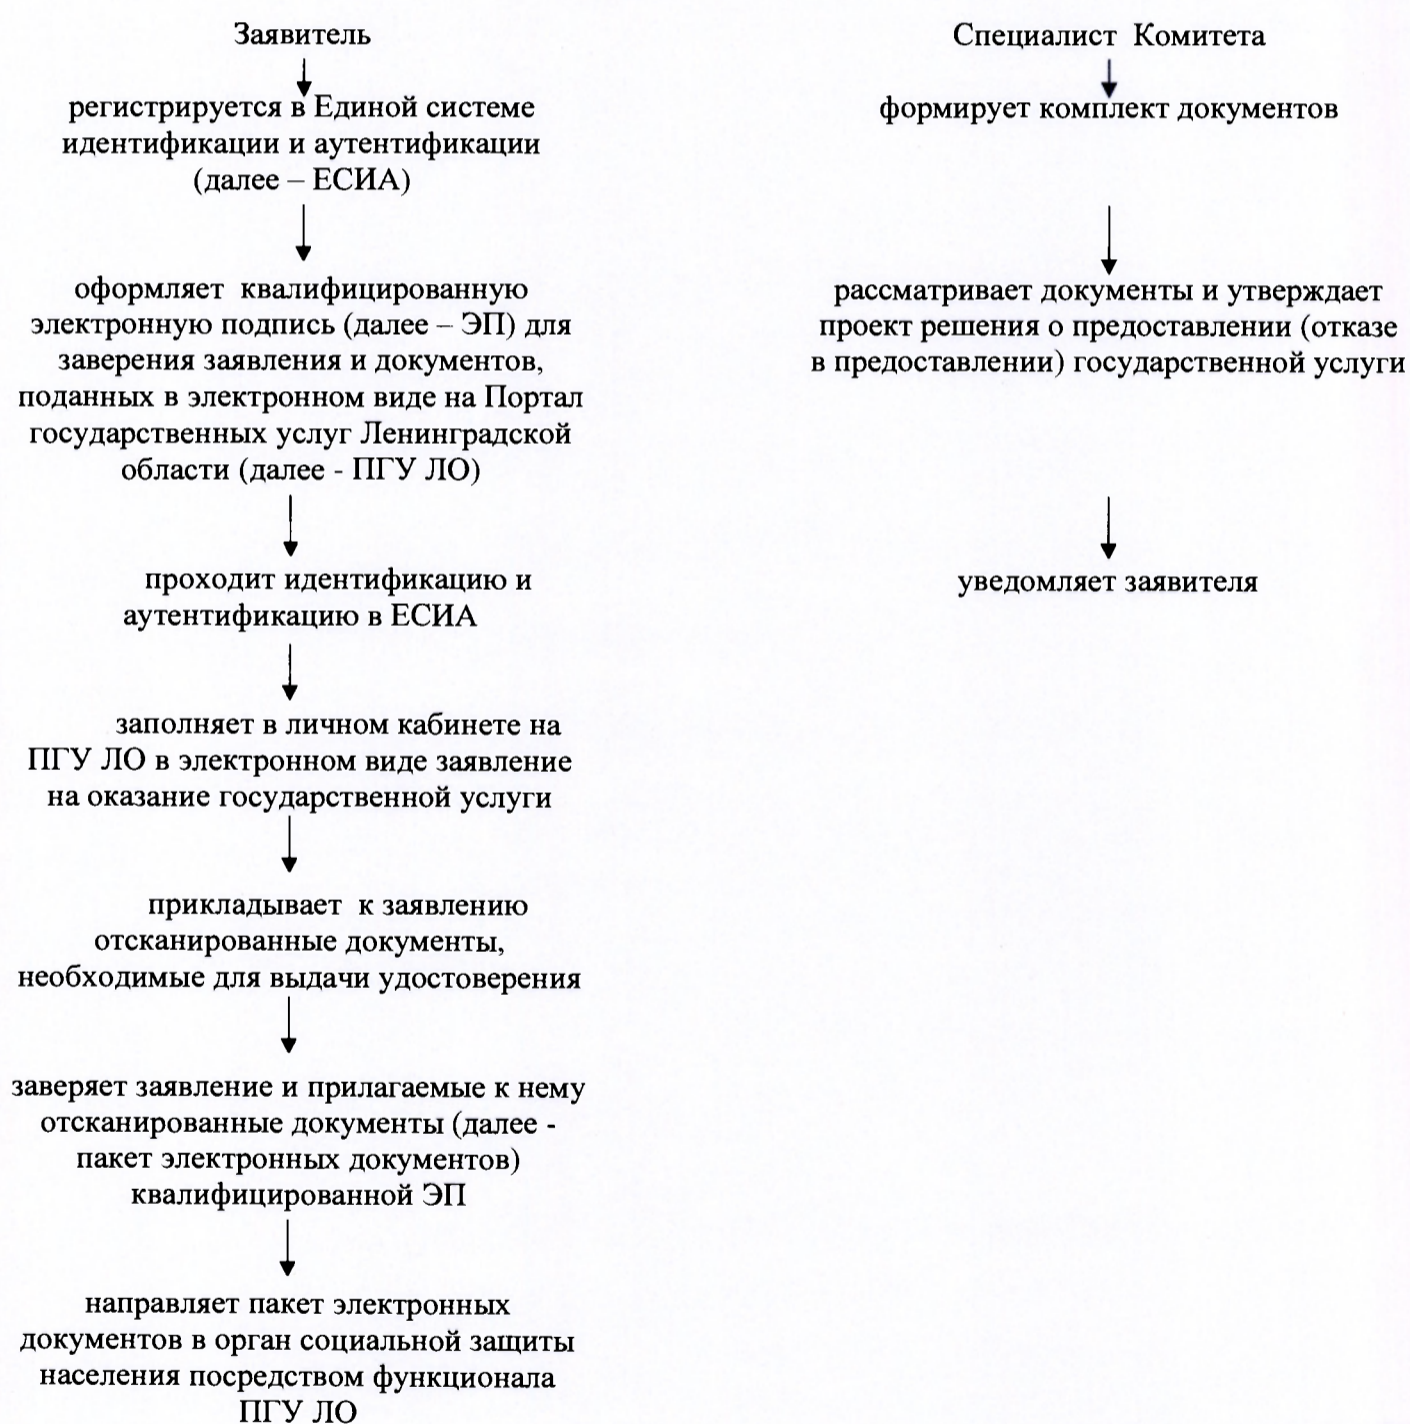 Заявитель
регистрируется в Единой системе
идентификации и аутентификации
(далее – ЕСИА)
оформляет квалифицированную
электронную подпись (далее – ЭП) для
заверения заявления и документов,
поданных в электронном виде на Портал
государственных услуг Ленинградской
области (далее - ПГУ ЛО)
проходит идентификацию и
аутентификацию в ЕСИА
заполняет в личном кабинете на
ПГУ ЛО в электронном виде заявление
на оказание государственной услуги
прикладывает к заявлению
отсканированные документы,
необходимые для выдачи удостоверения
заверяет заявление и прилагаемые к нему
отсканированные документы (далее -
пакет электронных документов)
квалифицированной ЭП
направляет пакет электронных
документов в орган социальной защиты
населения посредством функционала
ПГУ ЛО
Специалист Комитета
формирует комплект документов
рассматривает документы и утверждает
проект решения о предоставлении (отказе
в предоставлении) государственной услуги
уведомляет заявителя